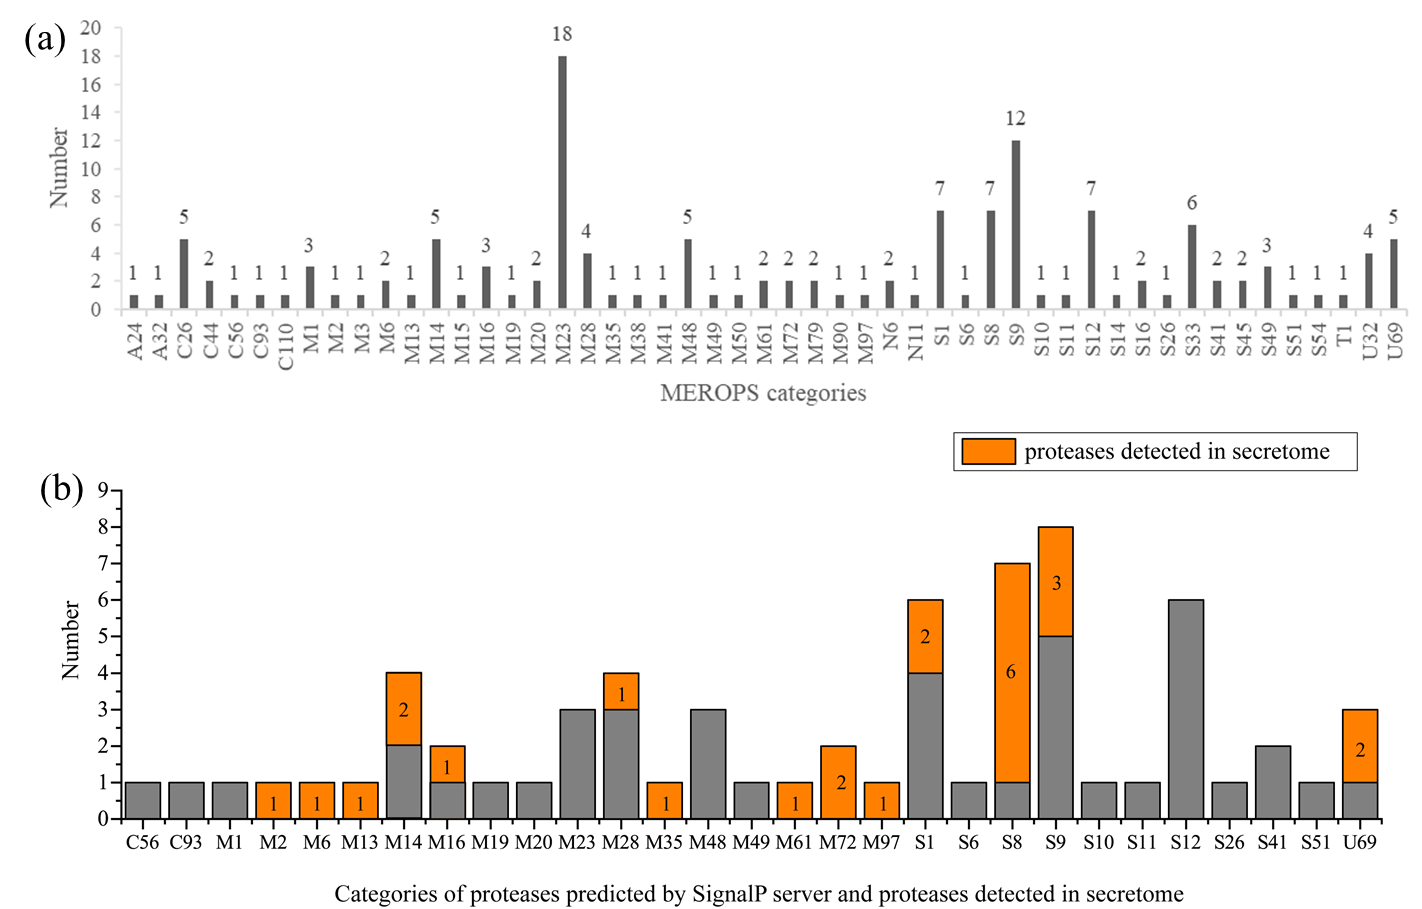 (a)
20
18
16
14
12
10
8
6
4
2
0
Number
1 1 5 2 1 1 1 3 1 1 2 1 5 1 3 1 2 18 4 1 1 1 5 1 1 2 2 2 1 1 2 1 7 1 7 12 1 1 7 1 2 1 6 2 2 3 1 1 1 4 5
A24 A32 C26 C44 C56 C93 C110 M1 M2 M3 M6 M13 M14 M15 M16 M19 M20 M23 M28 M35 M38 M41 M48 M49 M50 M61 M72 M79 M90 M97 N6 N11 S1 S6 S8 S9 S10 S11 S12 S14 S16 S26 S33 S41 S45 S49 S51 S54 T1 U32 U69
MEROPS categories
proteases detected in secretome
(b)
9
8
7
6
5
4
3
2
1
0
Number
1 1 1 2 1 1 1 1 2 1 2 6 3 2
C56 C93 M1 M2 M6 M13 M14 M16 M19 M20 M23 M28 M35 M48 M49 M61 M72 M97 S1 S6 S8 S9 S10 S11 S12 S26 S41 S51 U69
Categories of proteases predicted by SignalP server and proteases detected in secretome